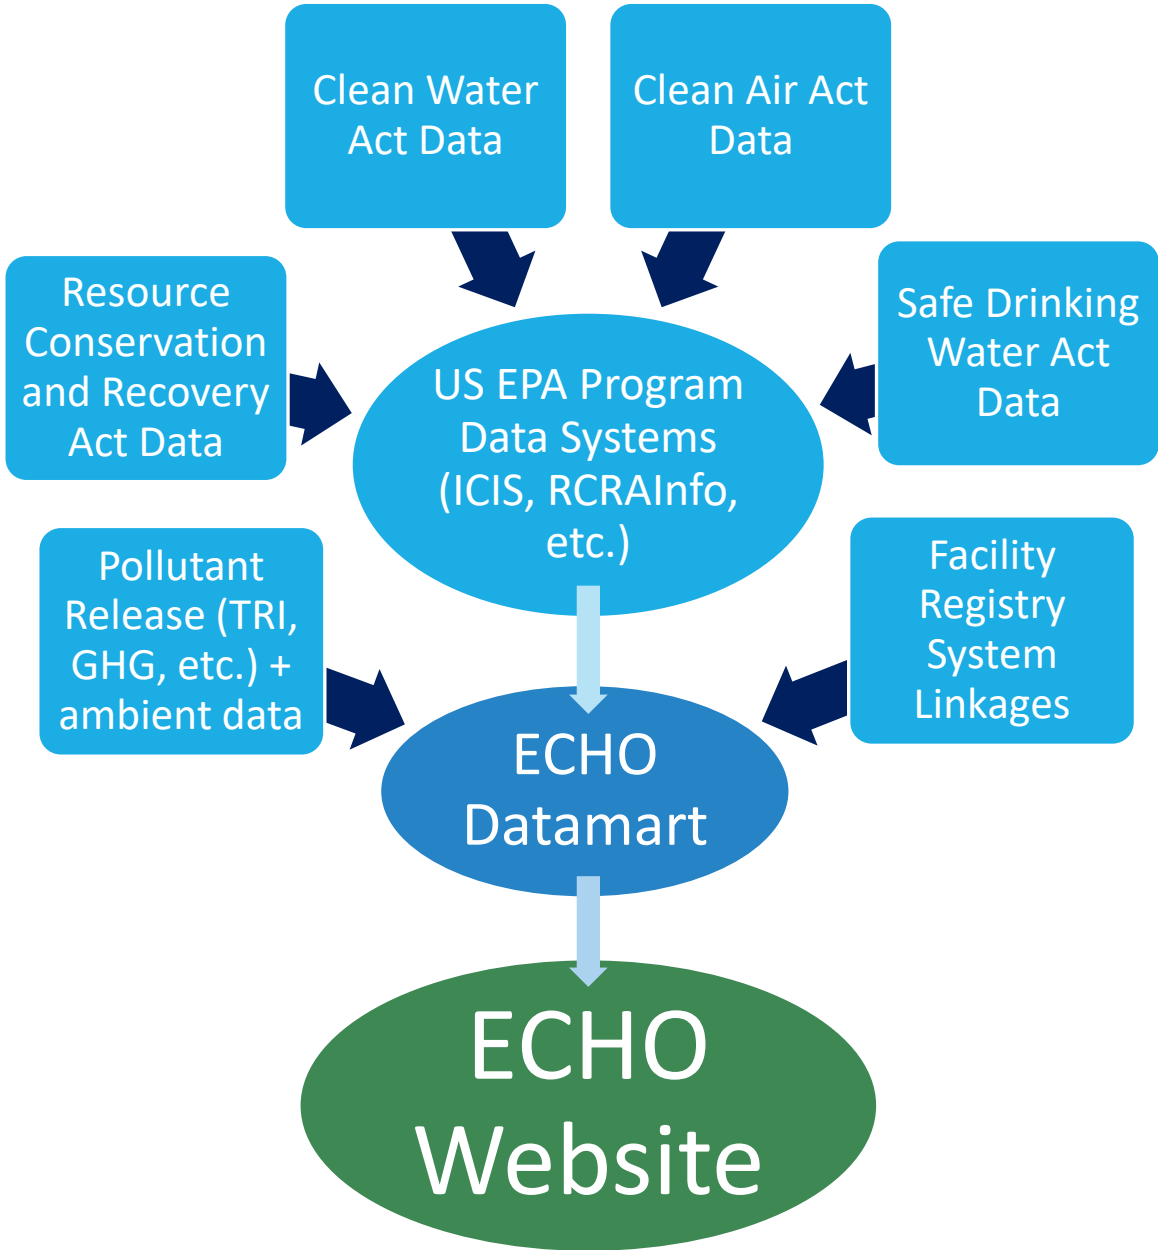 Clean Water
Act Data
Clean Air Act
Data
Resource
Conservation
and Recovery
Act Data
Safe Drinking
Water Act
Data
US EPA Program
Data Systems
(ICIS, RCRAInfo,
etc.)
Pollutant
Release (TRI,
GHG, etc.) +
ambient data
Facility
Registry
System
Linkages
ECHO
Datamart
ECHO
Website